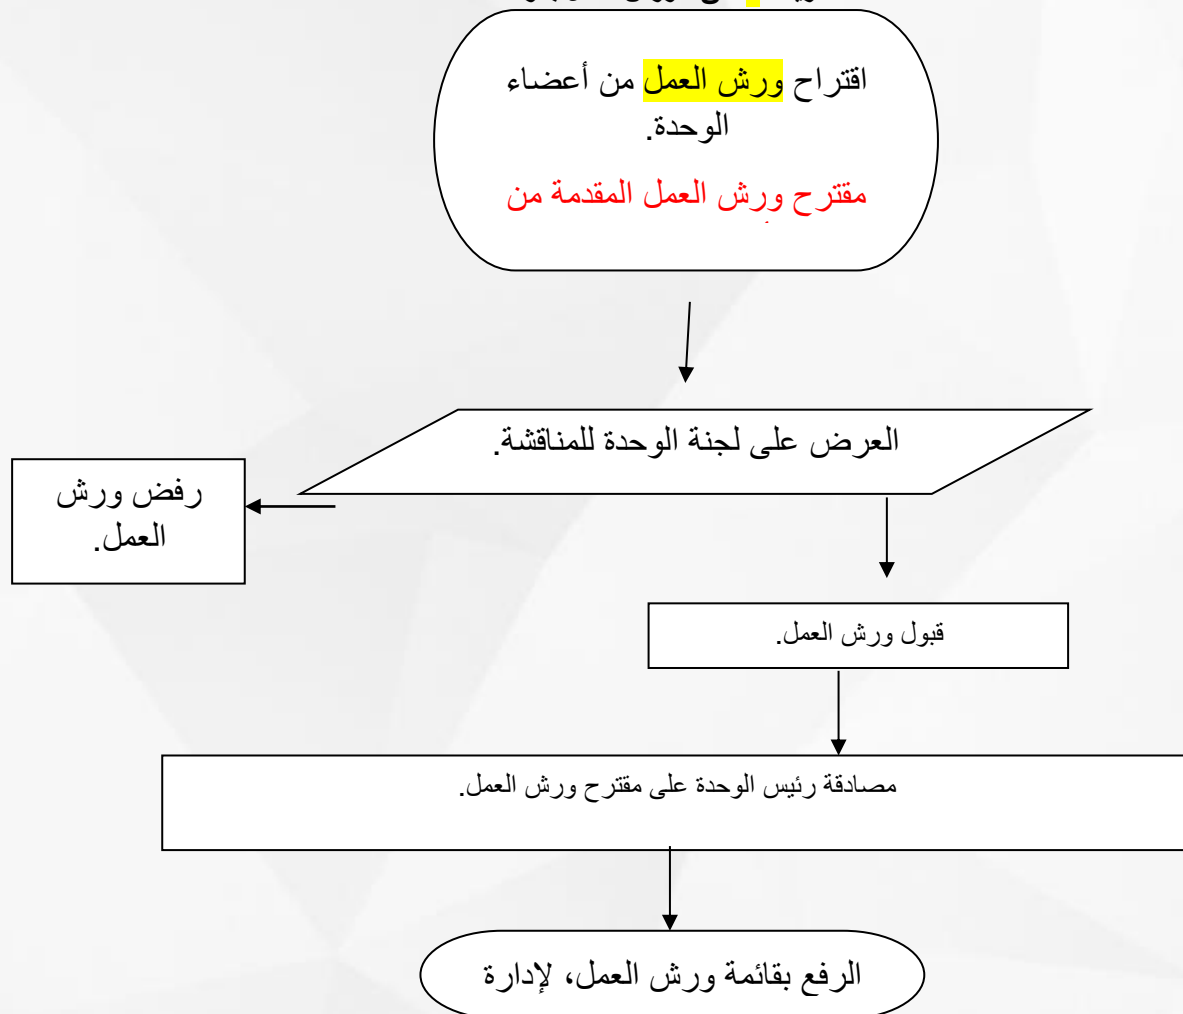 اقتراح ورش العمل من أعضاء
الوحدة.
مقترح ورش العمل المقدمة من
العرض على لجنة الوحدة للمناقشة.
رفض ورش
العمل.
قبول ورش العمل.
مصادقة رئيس الوحدة على مقترح ورش العمل.
الرفع بقائمة ورش العمل، لإدارة